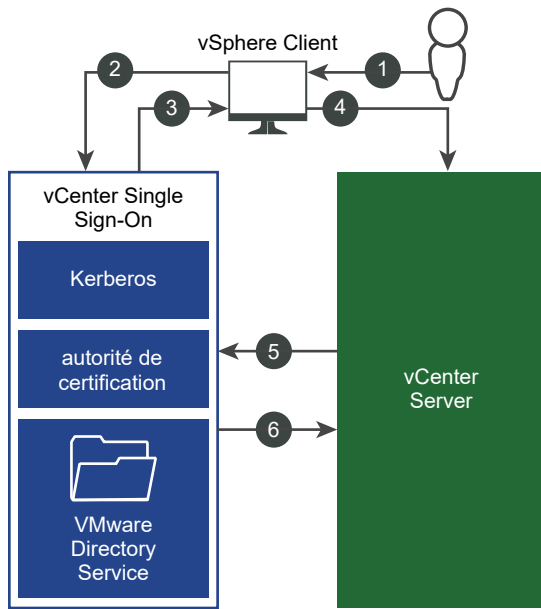 vSphere Client
1
2
3
4
vCenter Single
Sign-On
Kerberos
autorité de
certification
VMware
Directory
Service
5
6
vCenter
Server